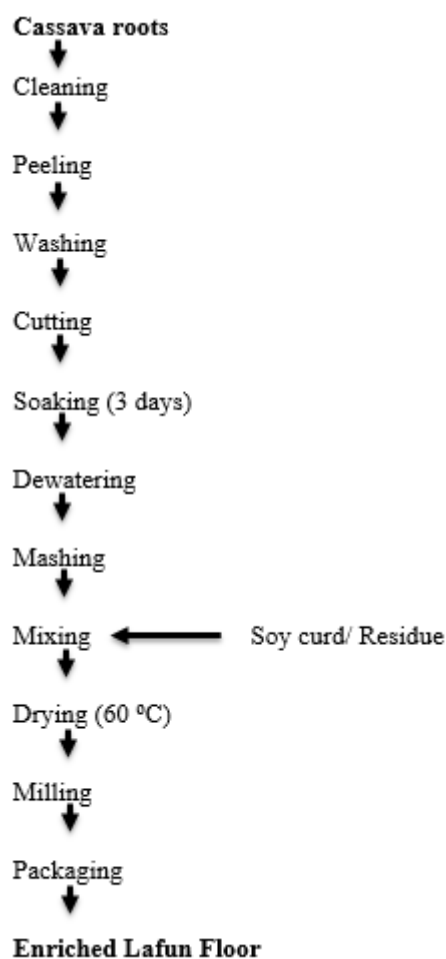 Cassava roots
Cleaning
Peeling
Washing
Cutting
Soaking (3 days)
Dewatering
Mashing
Mixing Soy curd/ Residue
Drying (60 ⁰C)
Milling
Packaging
Enriched Lafun Floor